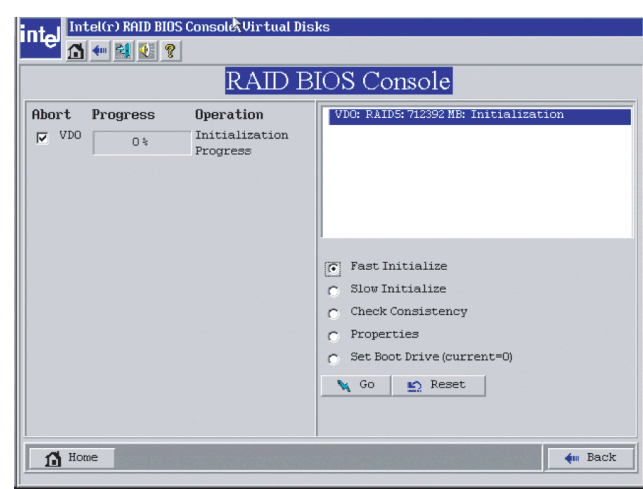 intel
Intel(r) RAID BIOS Console Virtual Disks
RAID BIOS Console
Abort Progress Operation
VD0 0% Initialization
Progress
VD0: RAID5: 712392 MB: Initialization
Fast Initialize
Slow Initialize
Check Consistency
Properties
Set Boot Drive (current=0)
Go Reset
Home Back